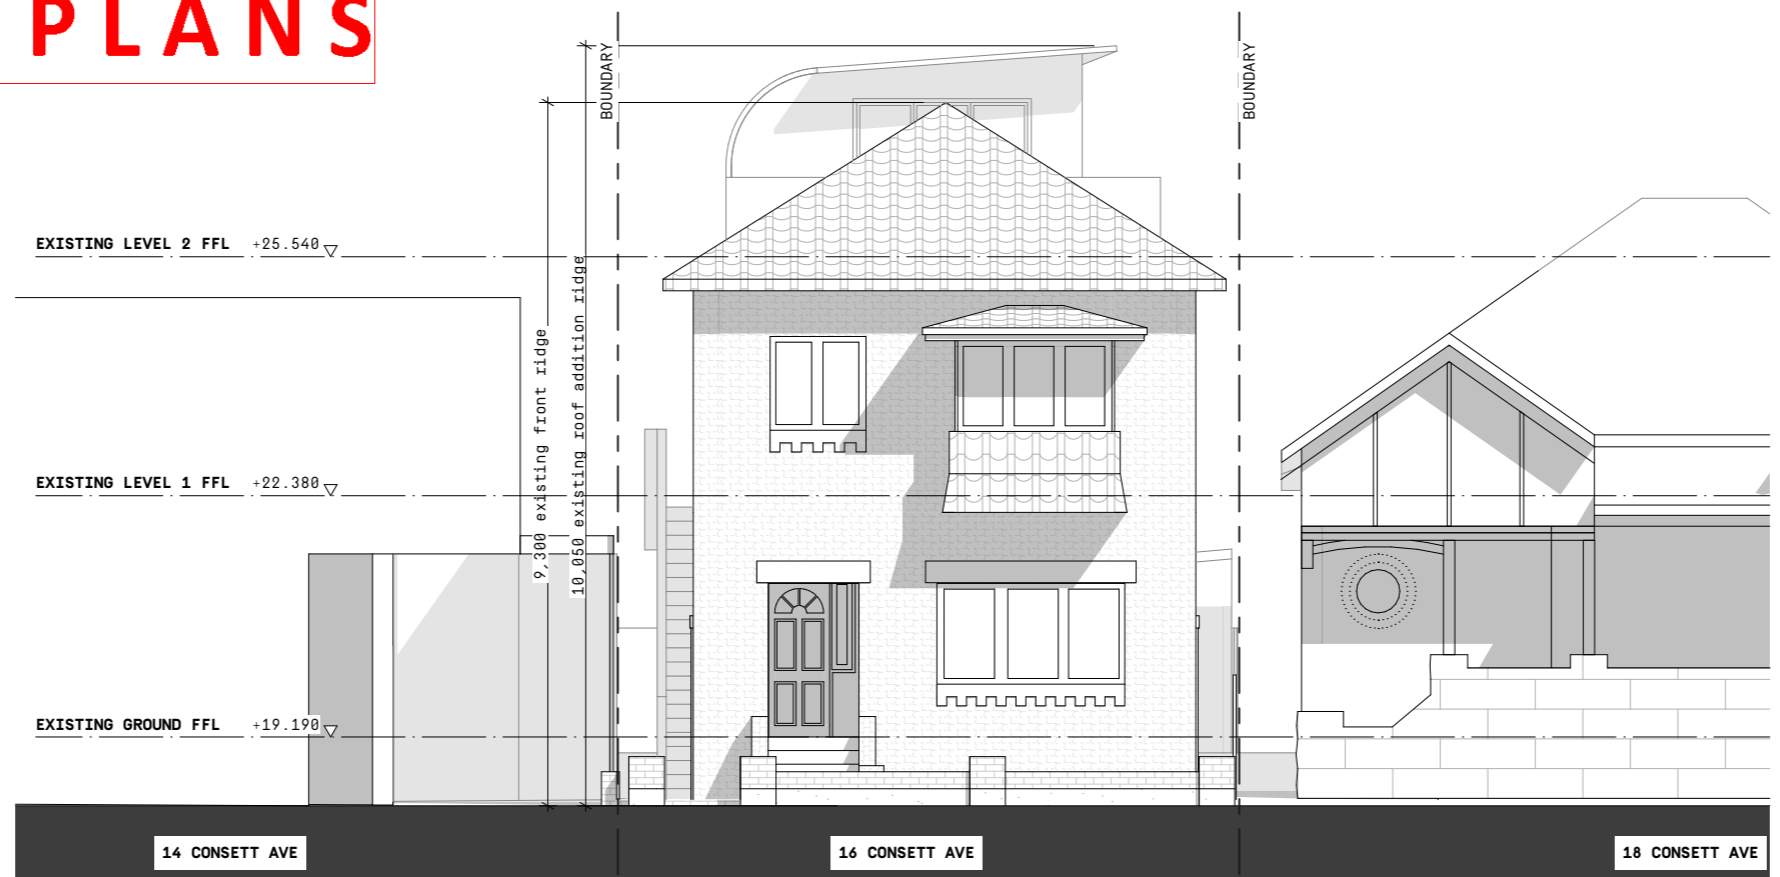 PLANS
BOUNDARY
BOUNDARY
EXISTING LEVEL 2 FFL +25.540
9,300 existing front ridge
10,050 existing roof addition ridge
EXISTING LEVEL 1 FFL +22.380
EXISTING GROUND FFL +19.190
14 CONSETT AVE
16 CONSETT AVE
18 CONSETT AVE